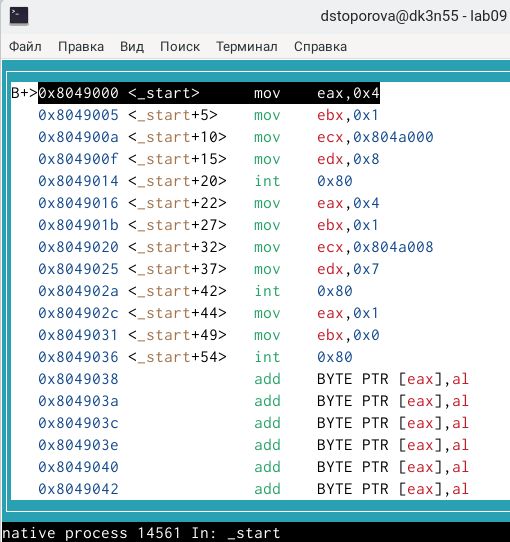 dstoporova@dk3n55 - lab09
Файл Правка Вид Поиск Терминал Справка
B+>0x8049000 <_start> mov eax,0x4
0x8049005 <_start+5> mov ebx,0x1
0x804900a <_start+10> mov ecx,0x804a000
0x804900f <_start+15> mov edx,0x8
0x8049014 <_start+20> int 0x80
0x8049016 <_start+22> mov eax,0x4
0x804901b <_start+27> mov ebx,0x1
0x8049020 <_start+32> mov ecx,0x804a008
0x8049025 <_start+37> mov edx,0x7
0x804902a <_start+42> int 0x80
0x804902c <_start+44> mov eax,0x1
0x8049031 <_start+49> mov ebx,0x0
0x8049036 <_start+54> int 0x80
0x8049038 add BYTE PTR [eax],al
0x804903a add BYTE PTR [eax],al
0x804903c add BYTE PTR [eax],al
0x804903e add BYTE PTR [eax],al
0x8049040 add BYTE PTR [eax],al
0x8049042 add BYTE PTR [eax],al
native process 14561 In: _start